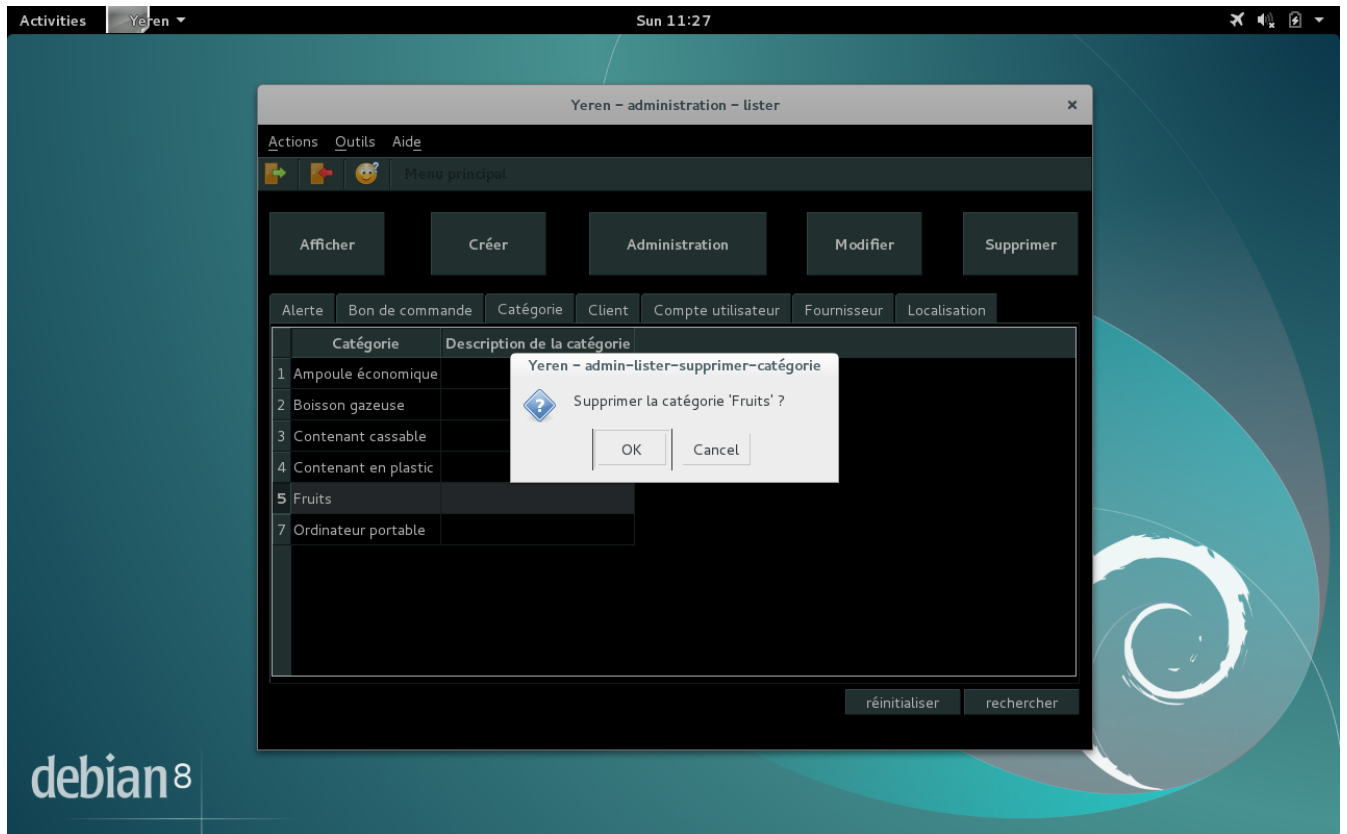 Activities Yeren Sun 11:27
Yeren - administration - lister
Actions Outils Aide
Menu principal
Afficher Créer Administration Modifier Supprimer
Alerte Bon de commande Catégorie Client Compte utilisateur Fournisseur Localisation
Catégorie Description de la catégorie
1 Ampoule économique
2 Boisson gazeuse
3 Contenant cassable
4 Contenant en plastic
5 Fruits
7 Ordinateur portable
Yeren - admin-lister-supprimer-catégorie
Supprimer la catégorie 'Fruits' ?
OK Cancel
réinitialiser rechercher
debian 8